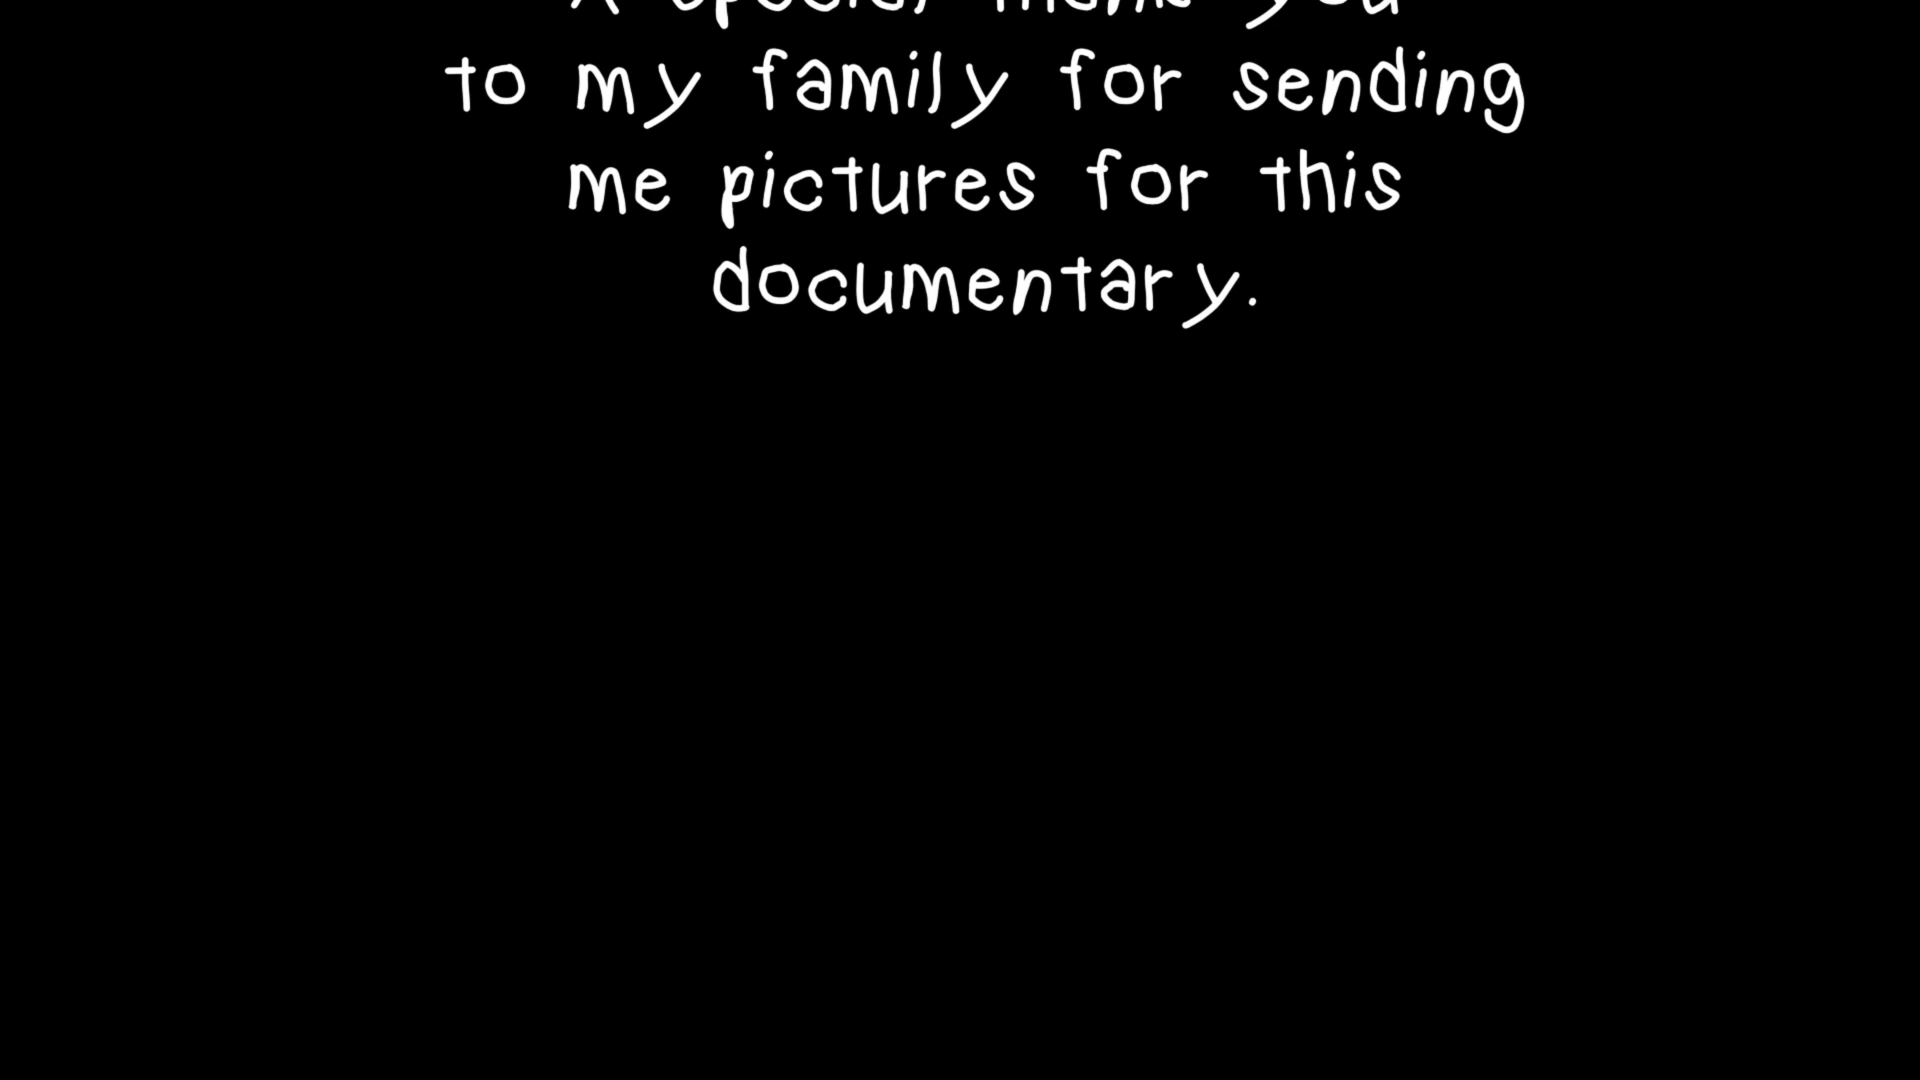 A special thank you
to my family for sending
me pictures for this
documentary.